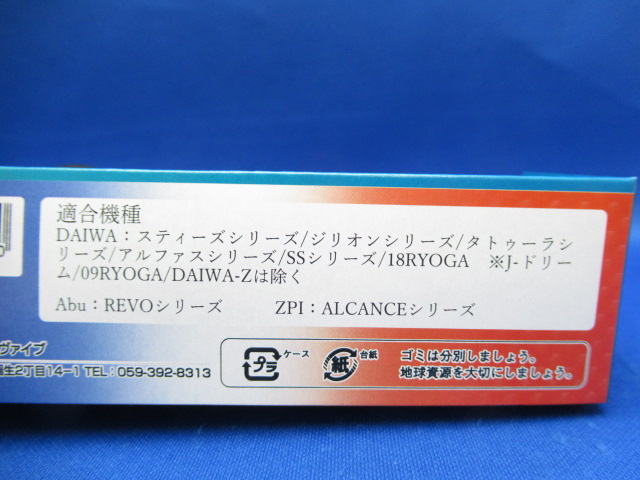 適合機種
DAIWA：スティーズシリーズ/ジリオンシリーズ/タトゥーラシ
リーズ/アルファスシリーズ/SSシリーズ/18RYOGA　※J-ドリー
ム/09RYOGA/DAIWA-Zは除く
Abu：REVOシリーズ　ZPI：ALCANCEシリーズ
ヴァイブ
生2丁目14-1 TEL：059-392-8313
プラ ケース 紙 台紙
ゴミは分別しましょう。
地球資源を大切にしましょう。